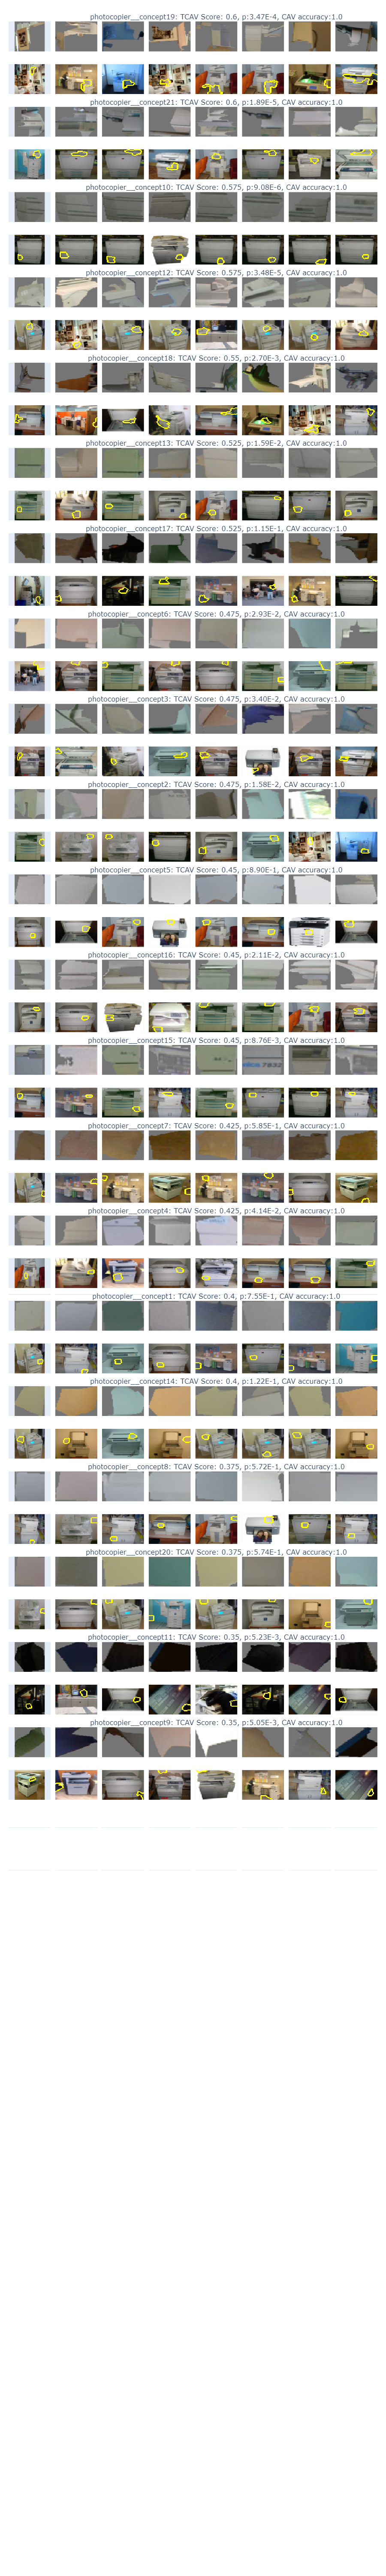 photocopier__concept19: TCAV Score: 0.6, p:3.47E-4, CAV accuracy:1.0
photocopier__concept21: TCAV Score: 0.6, p:1.89E-5, CAV accuracy:1.0
photocopier__concept10: TCAV Score: 0.575, p:9.08E-6, CAV accuracy:1.0
photocopier__concept12: TCAV Score: 0.575, p:3.48E-5, CAV accuracy:1.0
photocopier__concept18: TCAV Score: 0.55, p:2.70E-3, CAV accuracy:1.0
photocopier__concept13: TCAV Score: 0.525, p:1.59E-2, CAV accuracy:1.0
photocopier__concept17: TCAV Score: 0.525, p:1.15E-1, CAV accuracy:1.0
photocopier__concept6: TCAV Score: 0.475, p:2.93E-2, CAV accuracy:1.0
photocopier__concept3: TCAV Score: 0.475, p:3.40E-2, CAV accuracy:1.0
photocopier__concept2: TCAV Score: 0.475, p:1.58E-2, CAV accuracy:1.0
photocopier__concept5: TCAV Score: 0.45, p:8.90E-1, CAV accuracy:1.0
photocopier__concept16: TCAV Score: 0.45, p:2.11E-2, CAV accuracy:1.0
photocopier__concept15: TCAV Score: 0.45, p:8.76E-3, CAV accuracy:1.0
photocopier__concept7: TCAV Score: 0.425, p:5.85E-1, CAV accuracy:1.0
photocopier__concept4: TCAV Score: 0.425, p:4.14E-2, CAV accuracy:1.0
photocopier__concept1: TCAV Score: 0.4, p:7.55E-1, CAV accuracy:1.0
photocopier__concept14: TCAV Score: 0.4, p:1.22E-1, CAV accuracy:1.0
photocopier__concept8: TCAV Score: 0.375, p:5.72E-1, CAV accuracy:1.0
photocopier__concept20: TCAV Score: 0.375, p:5.74E-1, CAV accuracy:1.0
photocopier__concept11: TCAV Score: 0.35, p:5.23E-3, CAV accuracy:1.0
photocopier__concept9: TCAV Score: 0.35, p:5.05E-3, CAV accuracy:1.0